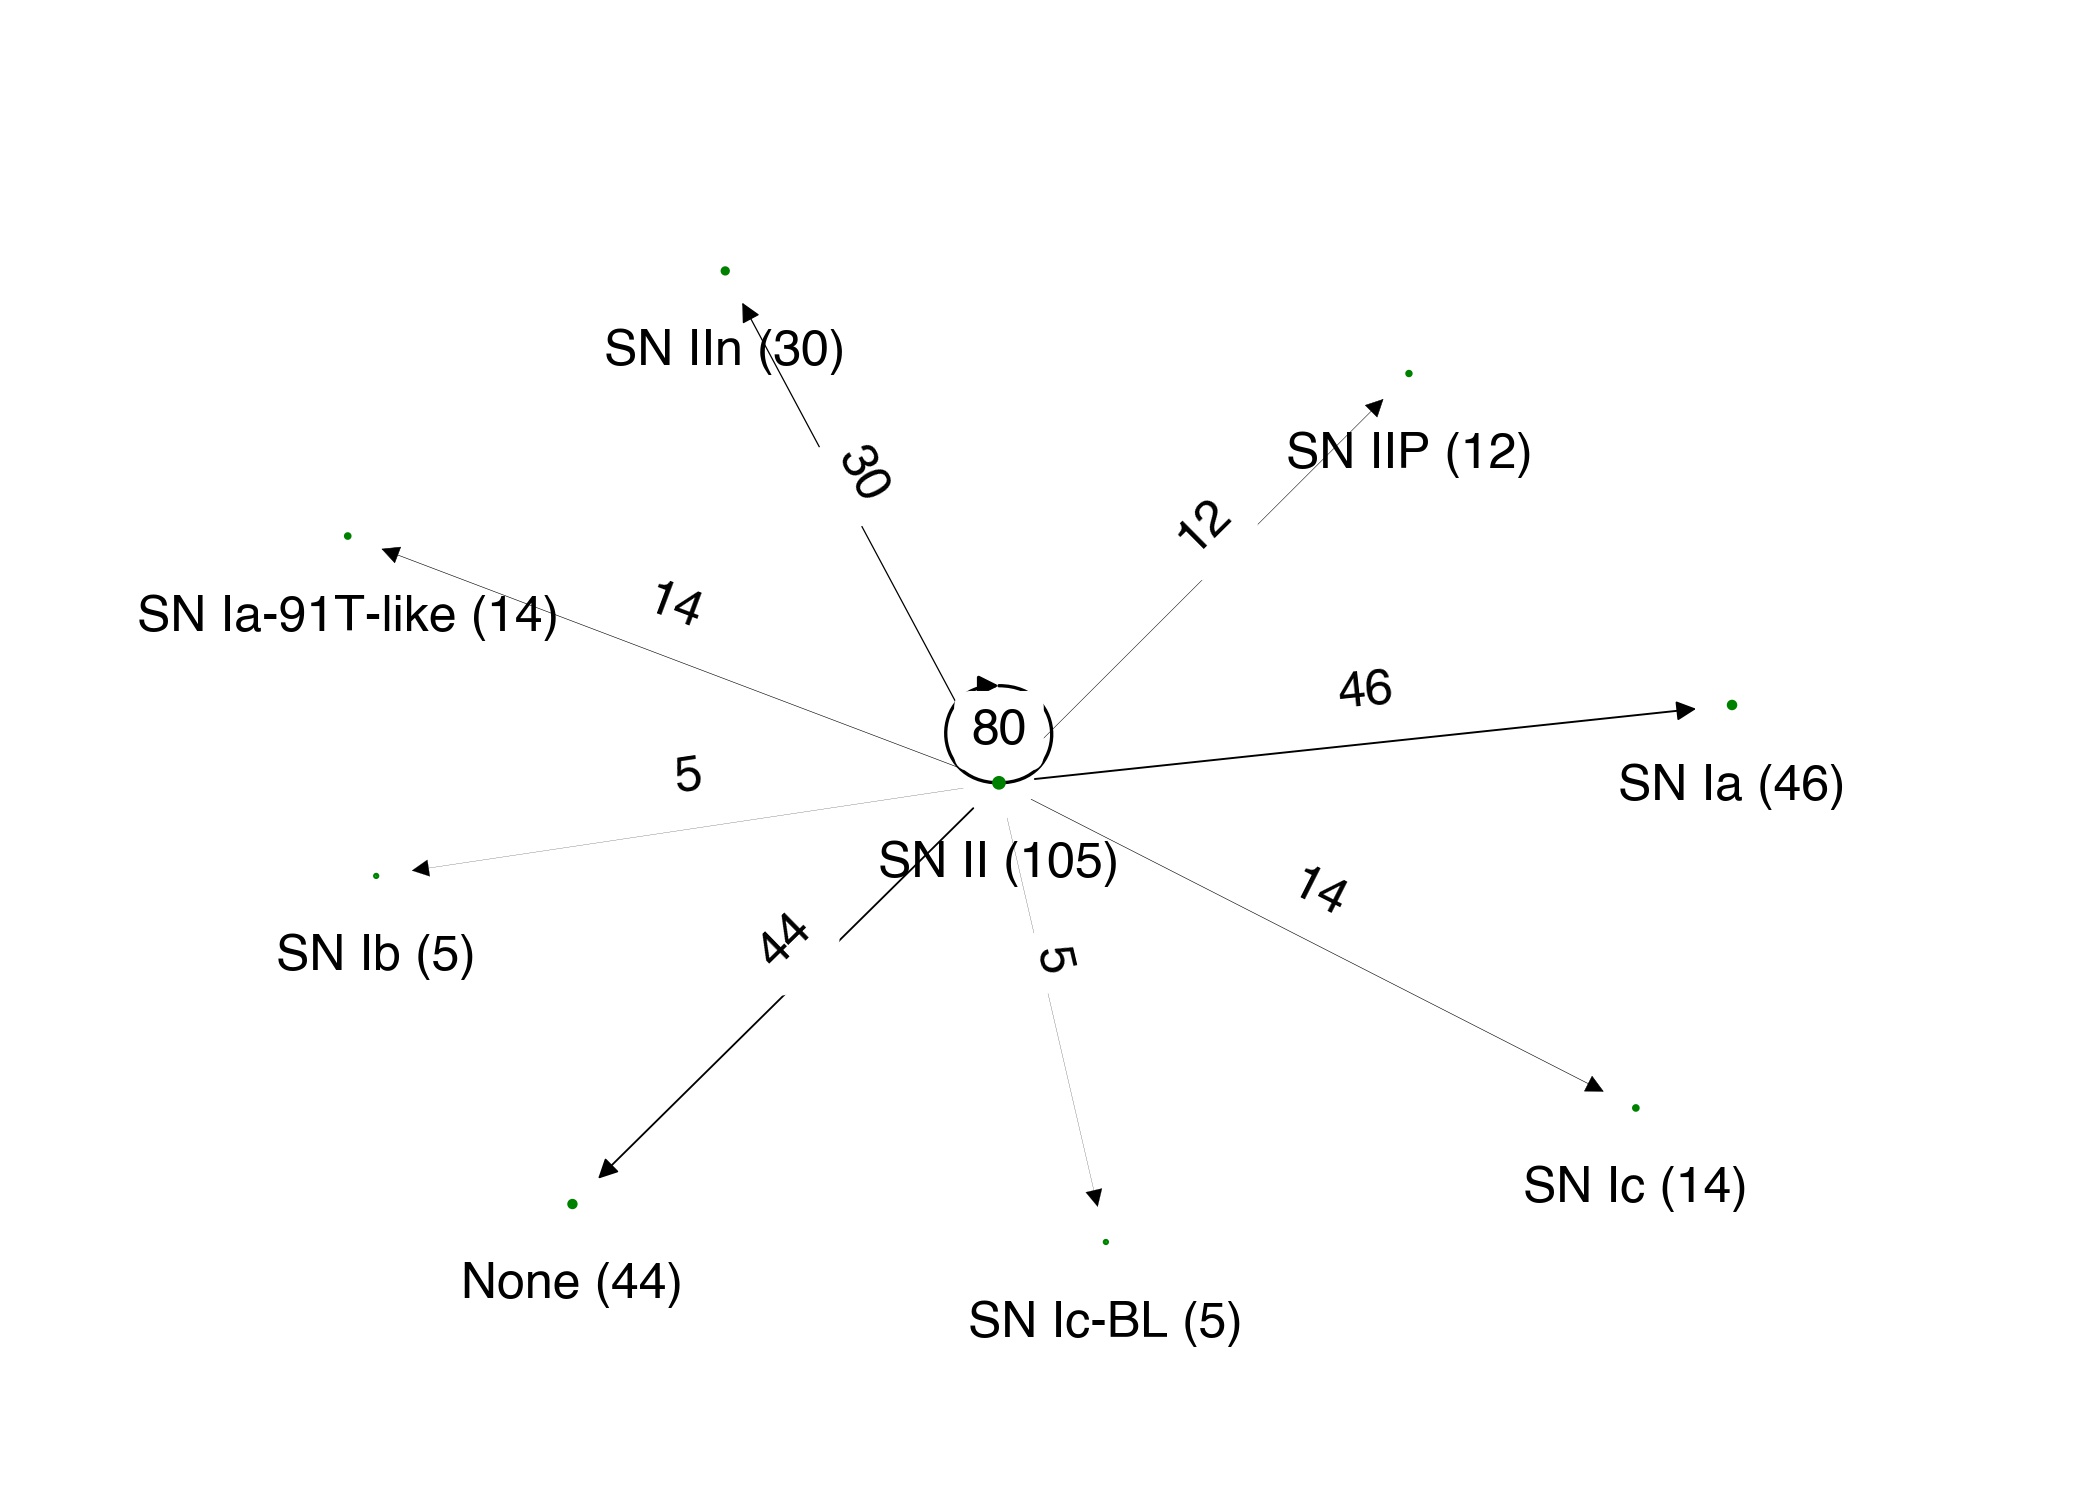 SN IIn (30)
30
SN IIP (12)
12
14
SN Ia-91T-like (14)
46
80
5
SN Ia (46)
SN II (105)
14
44
SN Ib (5)
5
SN Ic (14)
None (44)
SN Ic-BL (5)